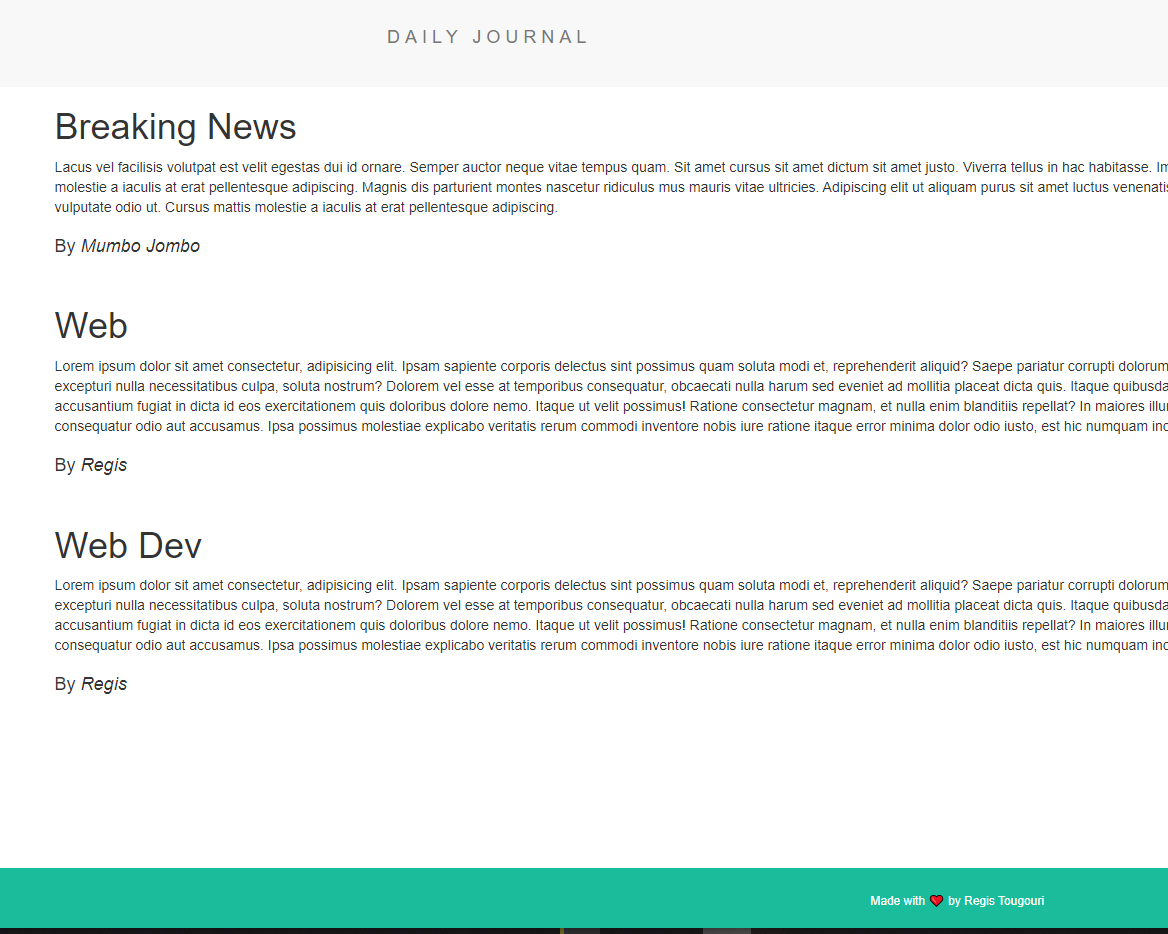 DAILY JOURNAL
Breaking News
Lacus vel facilisis volutpat est velit egestas dui id ornare. Semper auctor neque vitae tempus quam. Sit amet cursus sit amet dictum sit amet justo. Viverra tellus in hac habitasse.
molestie a iaculis at erat pellentesque adipiscing. Magnis dis parturient montes nascetur ridiculus mus mauris vitae ultricies. Adipiscing elit ut aliquam purus sit amet luctus venenatis
vulputate odio ut. Cursus mattis molestie a iaculis at erat pellentesque adipiscing.
By Mumbo Jombo
Web
Lorem ipsum dolor sit amet consectetur, adipisicing elit. Ipsam sapiente corporis delectus sint possimus quam soluta modi et, reprehenderit aliquid? Saepe pariatur corrupti dolorum
excepturi nulla necessitatibus culpa, soluta nostrum? Dolorem vel esse at temporibus consequatur, obcaecati nulla harum sed eveniet ad mollitia placeat dicta quis. Itaque quibusda
accusantium fugiat in dicta id eos exercitationem quis doloribus dolore nemo. Itaque ut velit possimus! Ratione consectetur magnam, et nulla enim blanditiis repellat? In maiores illu
consequatur odio aut accusamus. Ipsa possimus molestiae explicabo veritatis rerum commodi inventore nobis iure ratione itaque error minima dolor odio iusto, est hic numquam inc
By Regis
Web Dev
Lorem ipsum dolor sit amet consectetur, adipisicing elit. Ipsam sapiente corporis delectus sint possimus quam soluta modi et, reprehenderit aliquid? Saepe pariatur corrupti dolorum
excepturi nulla necessitatibus culpa, soluta nostrum? Dolorem vel esse at temporibus consequatur, obcaecati nulla harum sed eveniet ad mollitia placeat dicta quis. Itaque quibusda
accusantium fugiat in dicta id eos exercitationem quis doloribus dolore nemo. Itaque ut velit possimus! Ratione consectetur magnam, et nulla enim blanditiis repellat? In maiores illu
consequatur odio aut accusamus. Ipsa possimus molestiae explicabo veritatis rerum commodi inventore nobis iure ratione itaque error minima dolor odio iusto, est hic numquam inc
By Regis
Made with ❤ by Regis Tougouri